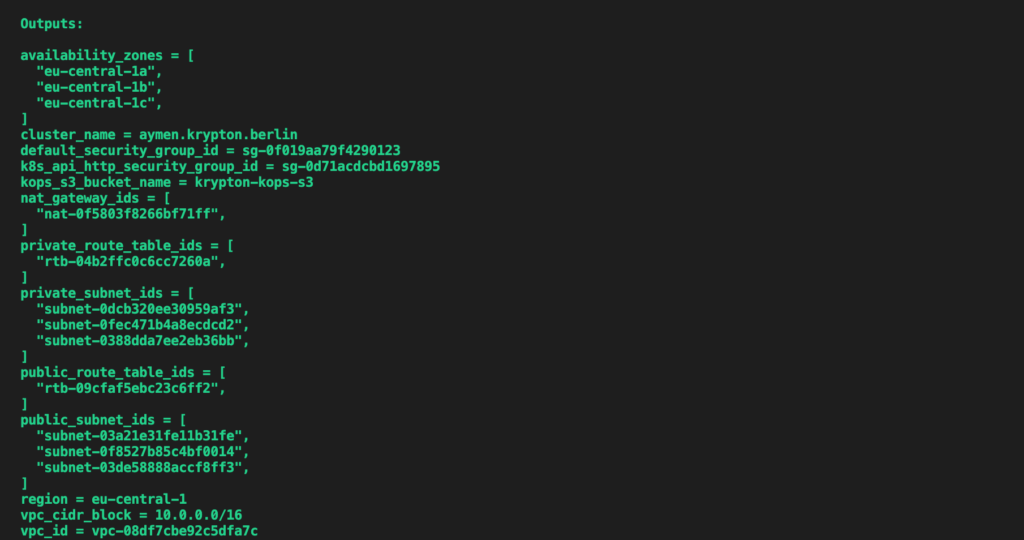 Outputs:
availability_zones = [
"eu-central-1a",
"eu-central-1b",
"eu-central-1c",
]
cluster_name = aymen.krypton.berlin
default_security_group_id = sg-0f019aa79f4290123
k8s_api_http_security_group_id = sg-0d71acdcbd1697895
kops_s3_bucket_name = krypton-kops-s3
nat_gateway_ids = [
"nat-0f5803f8266bf71ff",
]
private_route_table_ids = [
"rtb-04b2ffc0c6cc7260a",
]
private_subnet_ids = [
"subnet-0dcb320ee30959af3",
"subnet-0fec471b4a8ecdcd2",
"subnet-0388dda7ee2eb36bb",
]
public_route_table_ids = [
"rtb-09cfaf5ebc23c6ff2",
]
public_subnet_ids = [
"subnet-03a21e31fe11b31fe",
"subnet-0f8527b85c4bf0014",
"subnet-03de58888accf8ff3",
]
region = eu-central-1
vpc_cidr_block = 10.0.0.0/16
vpc_id = vpc-08df7cbe92c5dfa7c